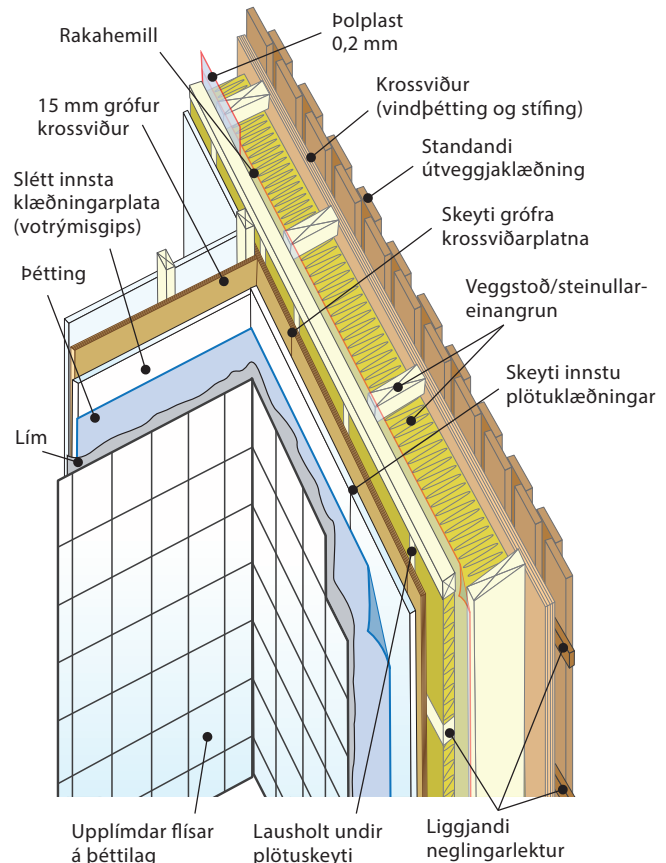 Þolplast
0,2 mm
Rakahemill
Krossviður
(vindþétting og stífing)
15 mm grófur
krossviður
Standandi
útveggjaklæðning
Slétt innsta
klæðningarplata
(votrýmisgips)
Skeyti grófra
krossviðarplatna
Þétting
Veggstoð/steinullar-
einangrun
Skeyti innstu
plötuklæðningar
Lím
Upplímdar flísar
á þéttilag
Lausholt undir
plötuskeyti
Liggjandi
neglingarlektur